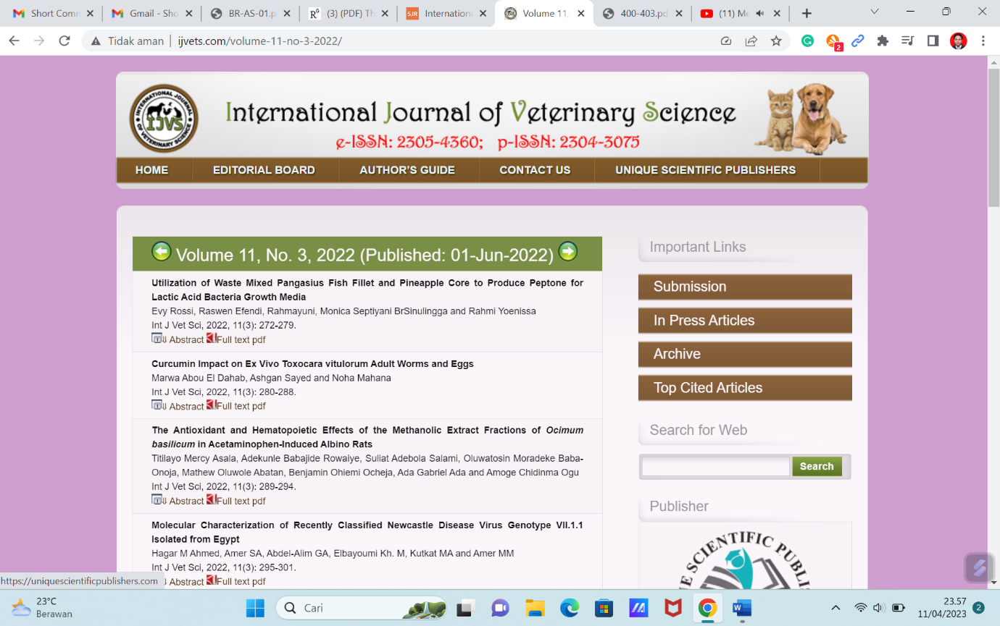 Short Comm
Gmail - Sho
BR-AS-01.p
(3) (PDF) Th
Internationa
Volume 11,
400-403.pd
(11) Me
Tidak aman
ijvets.com/volume-11-no-3-2022/
2
INTERNATIONAL JOURNAL
IJVS
OF VETERINARY SCIENCE
International Journal of Veterinary Science
e-ISSN: 2305-4360; p-ISSN: 2304-3075
HOME
EDITORIAL BOARD
AUTHOR'S GUIDE
CONTACT US
UNIQUE SCIENTIFIC PUBLISHERS
Volume 11, No. 3, 2022 (Published: 01-Jun-2022)
Utilization of Waste Mixed Pangasius Fish Fillet and Pineapple Core to Produce Peptone for
Lactic Acid Bacteria Growth Media
Evy Rossi, Raswen Efendi, Rahmayuni, Monica Septiyani BrSinulingga and Rahmi Yoenissa
Int J Vet Sci, 2022, 11(3): 272-279.
⇓ Abstract Full text pdf
Curcumin Impact on Ex Vivo Toxocara vitulorum Adult Worms and Eggs
Marwa Abou El Dahab, Ashgan Sayed and Noha Mahana
Int J Vet Sci, 2022, 11(3): 280-288.
⇓ Abstract Full text pdf
The Antioxidant and Hematopoietic Effects of the Methanolic Extract Fractions of Ocimum
basilicum in Acetaminophen-Induced Albino Rats
Titilayo Mercy Asala, Adekunle Babajide Rowaiye, Suliat Adebola Salami, Oluwatosin Moradeke Baba-
Onoja, Mathew Oluwole Abatan, Benjamin Ohiemi Ocheja, Ada Gabriel Ada and Amoge Chidinma Ogu
Int J Vet Sci, 2022, 11(3): 289-294.
⇓ Abstract Full text pdf
Molecular Characterization of Recently Classified Newcastle Disease Virus Genotype VII.1.1
Isolated from Egypt
Hagar M Ahmed, Amer SA, Abdel-Alim GA, Elbayoumi Kh. M, Kutkat MA and Amer MM
Int J Vet Sci, 2022, 11(3): 295-301.
⇓ Abstract Full text pdf
Important Links
Submission
In Press Articles
Archive
Top Cited Articles
Search for Web
Search
Publisher
SCIENTIFIC
https://uniquescientificpublishers.com
23°C
Berawan
Cari
23.57
11/04/2023
2